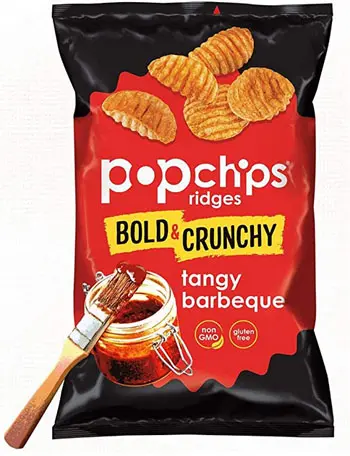 popchips
ridges
BOLD & CRUNCHY
tangy
barbeque
non
GMO
gluten
free